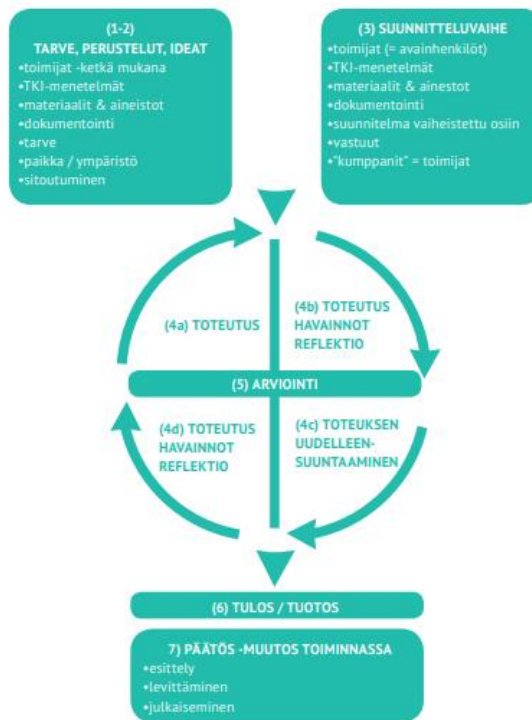 (1-2)
TARVE, PERUSTELUT, IDEAT
•toimijat -ketkä mukana
•TKI-menetelmät
•materiaalit & aineistot
•dokumentointi
•tarve
•paikka / ympäristö
•sitoutuminen
(3) SUUNNITTELUVAIHE
•toimijat (= avainhenkilöt)
•TKI-menetelmät
•materiaalit & ainestot
•dokumentointi
•suunnitelma vaiheistettu osiin
•vastuut
•"kumppanit" = toimijat
(4a) TOTEUTUS
(4b) TOTEUTUS
HAVAINNOT
REFLEKTIO
(5) ARVIOINTI
(4d) TOTEUTUS
HAVAINNOT
REFLEKTIO
(4c) TOTEUKSEN
UUDELLEEN-
SUUNTAAMINEN
(6) TULOS / TUOTOS
7) PÄÄTÖS -MUUTOS TOIMINNASSA
•esittely
•levittäminen
•julkaiseminen